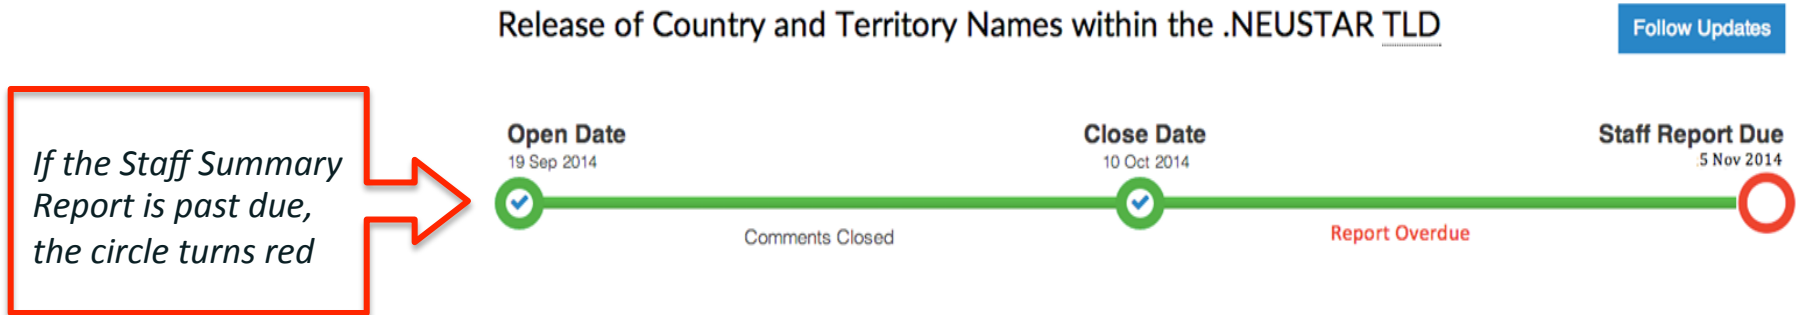 Release of Country and Territory Names within the .NEUSTAR TLD
Follow Updates
If the Staff Summary
Report is past due,
the circle turns red
Open Date
19 Sep 2014
Close Date
10 Oct 2014
Staff Report Due
5 Nov 2014
Comments Closed
Report Overdue